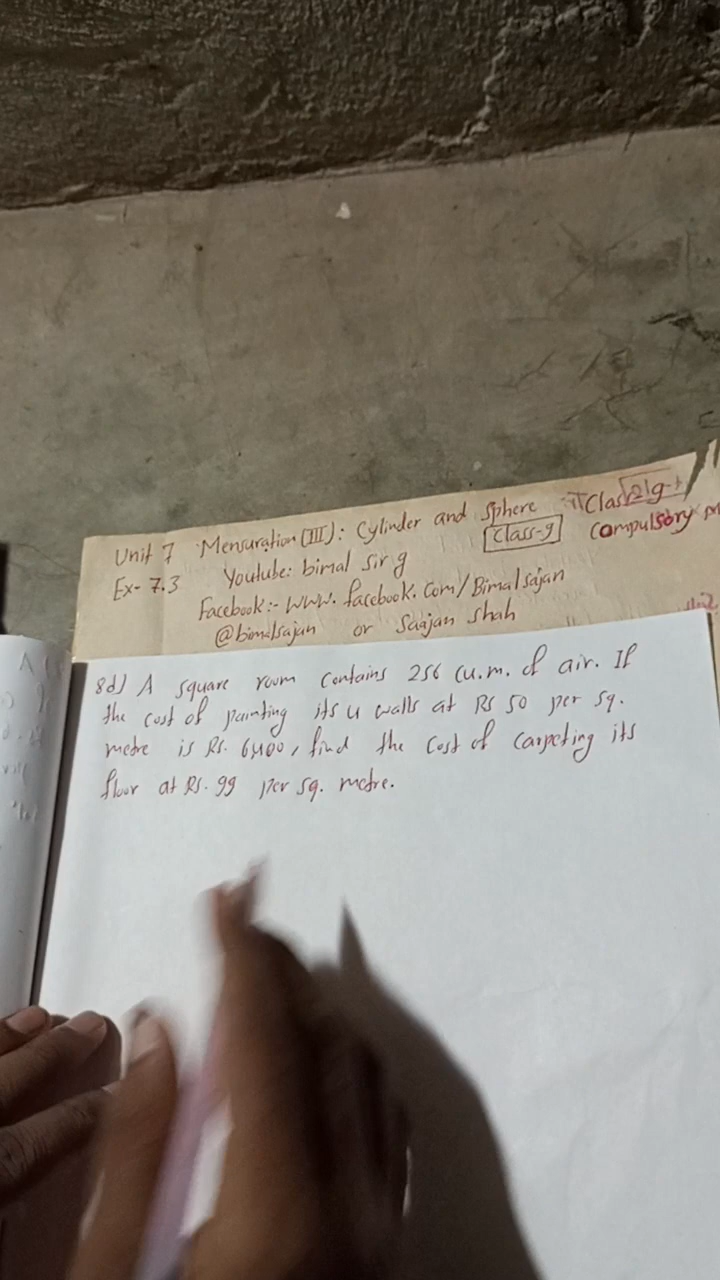 Unit 7 Mensuration (III): Cylinder and Sphere
Ex- 7.3 Youtube: bimal sir g Class-9 Compulsory
Facebook:- WWW. facebook. Com/Bimalsajan
@bimalsajan or Saajan Shah
8d) A square room Contains 256 Cu.m. of air. If
the cost of painting its 4 walls at Rs 50 per sq.
metre is Rs. 6400, find the Cost of Carpeting its
floor at Rs. 99 per sq. metre.